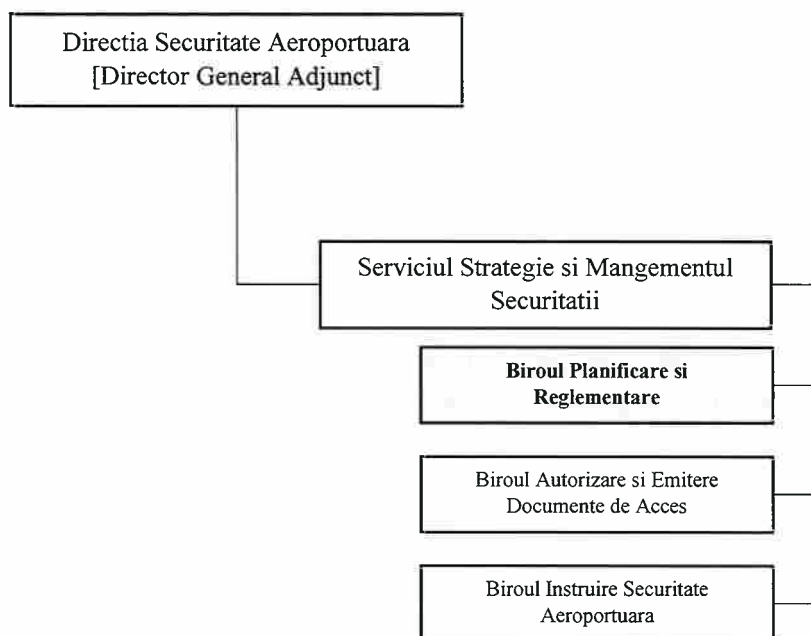 Directia Securitate Aeroportuara
[Director General Adjunct]
Serviciul Strategie si Mangementul
Securitatii
Biroul Planificare si
Reglementare
Biroul Autorizare si Emitere
Documente de Acces
Biroul Instruire Securitate
Aeroportuara